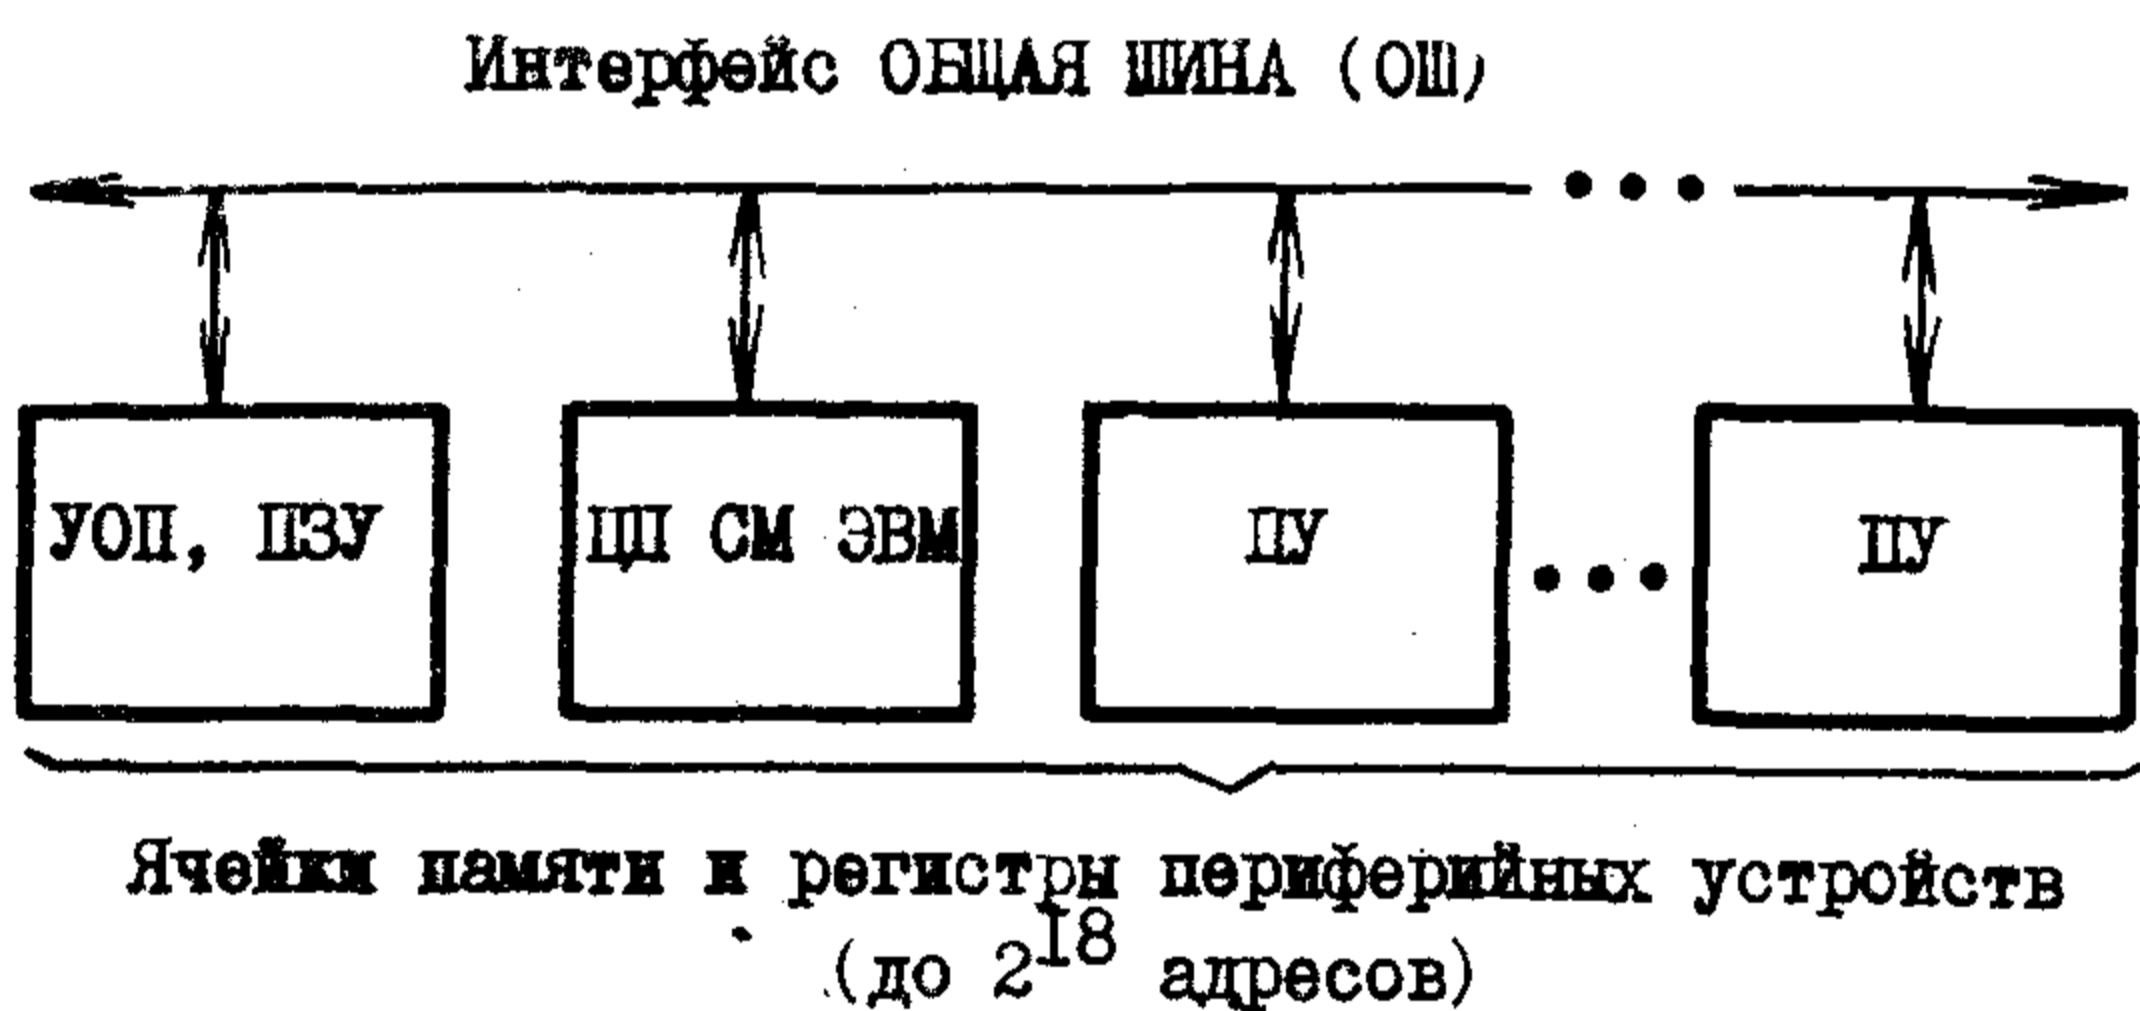 Интерфейс ОБЩАЯ ШИНА (ОШ)
УОП, ПЗУ
ЦП СМ ЭВМ
ПУ
ПУ
Ячейки памяти и регистры периферийных устройств
(до 2^18 адресов)